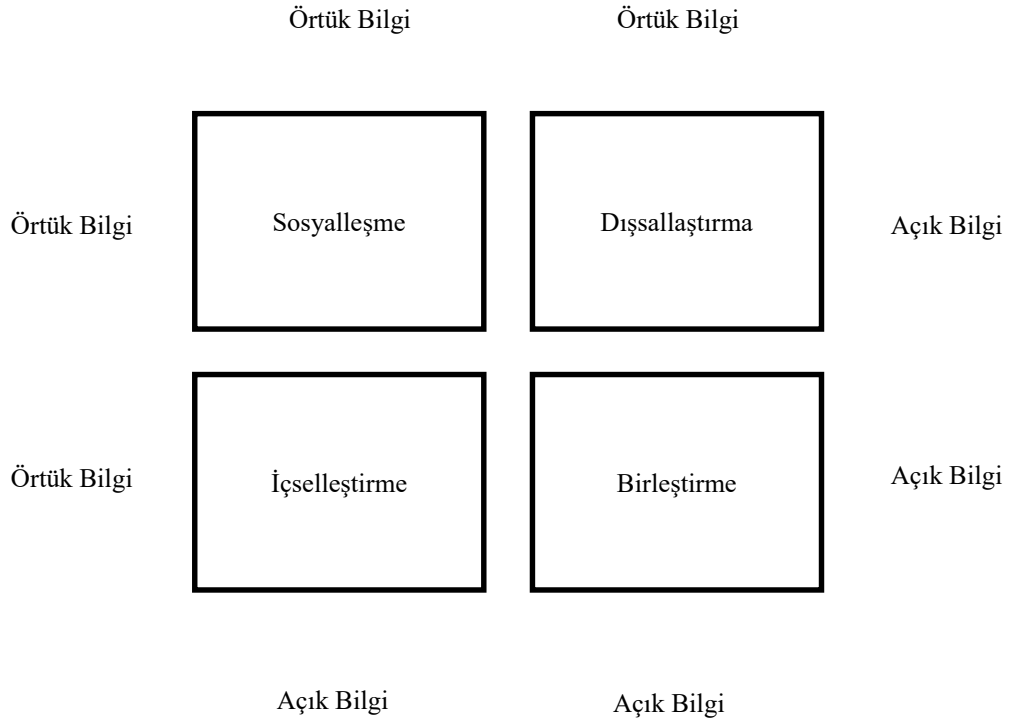 Örtük Bilgi Örtük Bilgi
Örtük Bilgi Sosyalleşme Dışsallaştırma Açık Bilgi
Örtük Bilgi İçselleştirme Birleştirme Açık Bilgi
Açık Bilgi Açık Bilgi